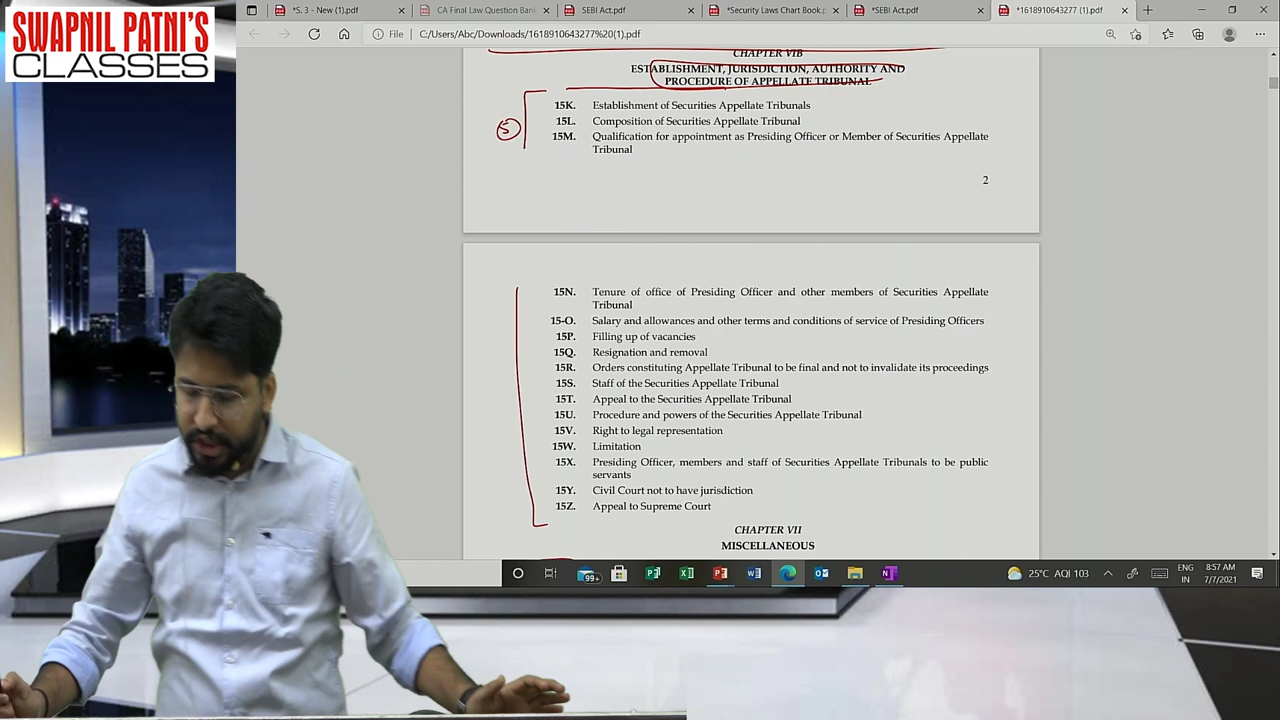 SWAPNIL PATNI'S
CLASSES
*S. 3 - New (1).pdf
CA Final Law Question Ban
SEBI Act.pdf
*Security Laws Chart Book.p
*SEBI Act.pdf
*1618910643277 (1).pdf
File
C:/Users/Abc/Downloads/1618910643277%20(1).pdf
CHAPTER VIB
ESTABLISHMENT, JURISDICTION, AUTHORITY AND
PROCEDURE OF APPELLATE TRIBUNAL
5
15K. Establishment of Securities Appellate Tribunals
15L. Composition of Securities Appellate Tribunal
15M. Qualification for appointment as Presiding Officer or Member of Securities Appellate
Tribunal
2
15N. Tenure of office of Presiding Officer and other members of Securities Appellate
Tribunal
15-O. Salary and allowances and other terms and conditions of service of Presiding Officers
15P. Filling up of vacancies
15Q. Resignation and removal
15R. Orders constituting Appellate Tribunal to be final and not to invalidate its proceedings
15S. Staff of the Securities Appellate Tribunal
15T. Appeal to the Securities Appellate Tribunal
15U. Procedure and powers of the Securities Appellate Tribunal
15V. Right to legal representation
15W. Limitation
15X. Presiding Officer, members and staff of Securities Appellate Tribunals to be public
servants
15Y. Civil Court not to have jurisdiction
15Z. Appeal to Supreme Court
CHAPTER VII
MISCELLANEOUS
99+
25°C AQI 103
ENG
IN
8:57 AM
7/7/2021